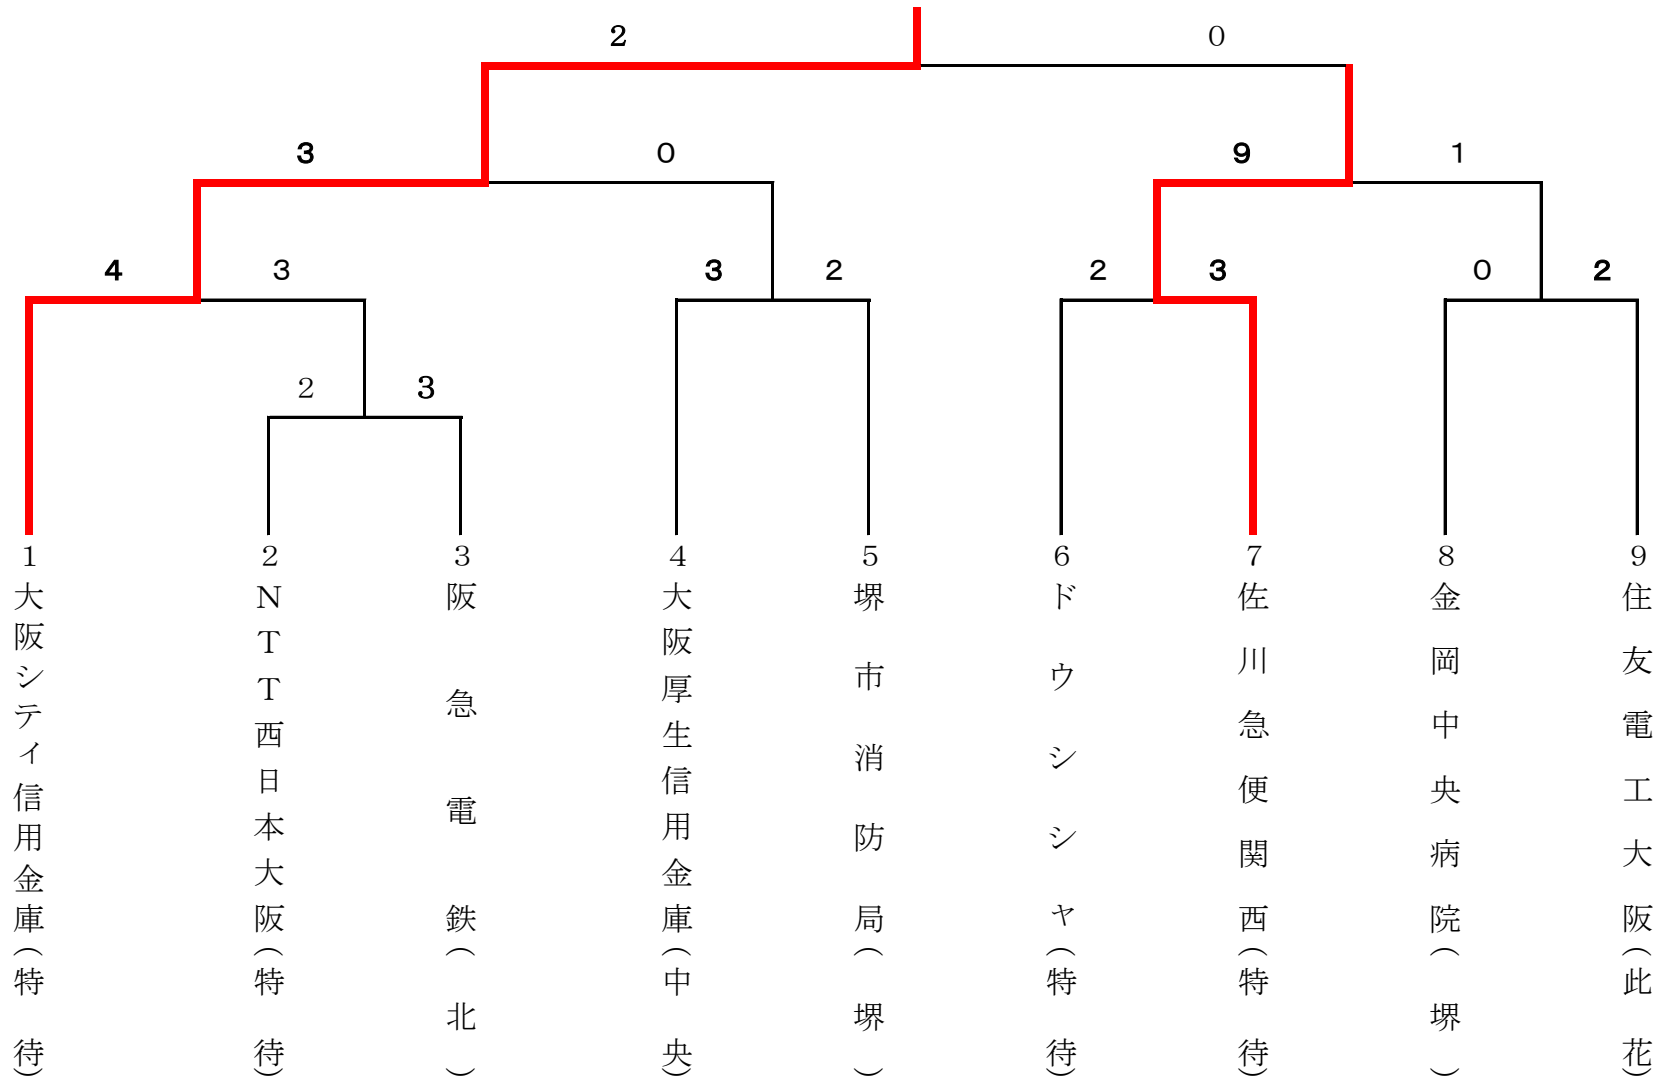 2 0
3 0 9 1
4 3 3 2 2 3 0 2
2 3
1 2 3 4 5 6 7 8 9
大阪シティ信用金庫(特待)
NTT西日本大阪(特待)
阪急電鉄(北)
大阪厚生信用金庫(中央)
堺市消防局(堺)
ドウシシャ(特待)
佐川急便関西(特待)
金岡中央病院(堺)
住友電工大阪(此花)